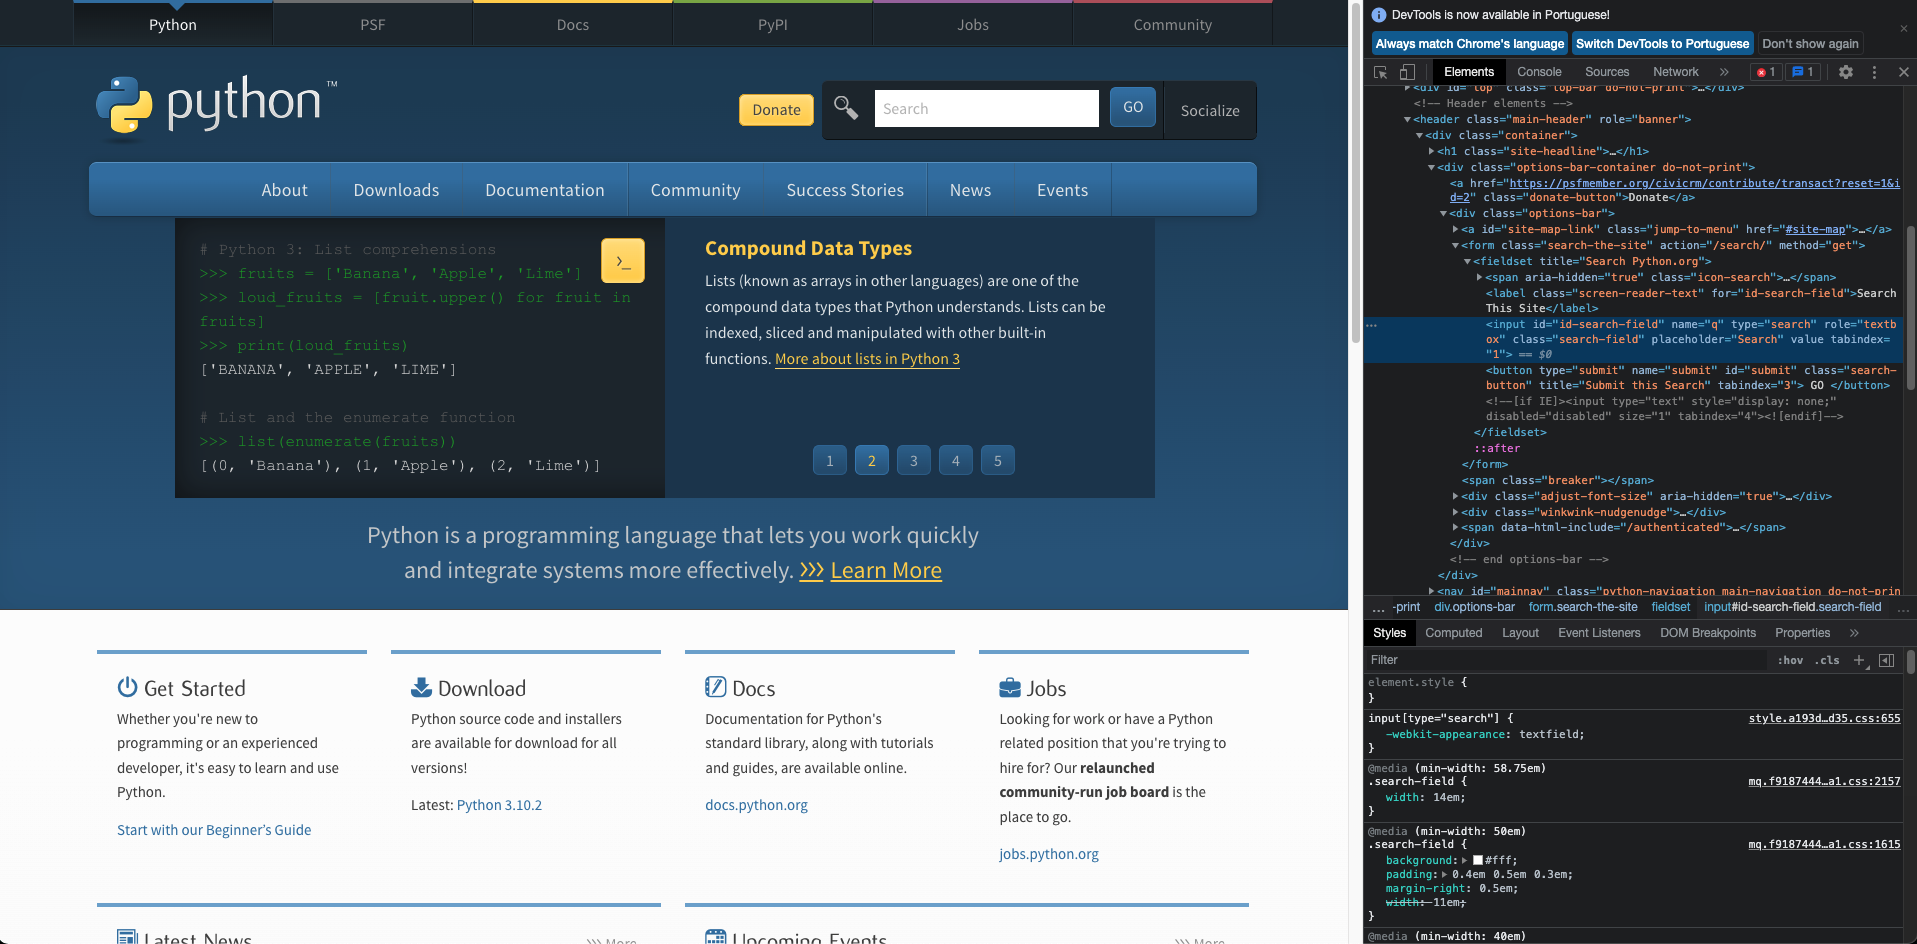 Python
PSF
Docs
PyPI
Jobs
Community
python™
Donate
Search
GO
Socialize
About
Downloads
Documentation
Community
Success Stories
News
Events
# Python 3: List comprehensions
>>> fruits = ['Banana', 'Apple', 'Lime']
>>> loud_fruits = [fruit.upper() for fruit in
fruits]
>>> print(loud_fruits)
['BANANA', 'APPLE', 'LIME']
# List and the enumerate function
>>> list(enumerate(fruits))
[(0, 'Banana'), (1, 'Apple'), (2, 'Lime')]
>_
Compound Data Types
Lists (known as arrays in other languages) are one of the
compound data types that Python understands. Lists can be
indexed, sliced and manipulated with other built-in
functions. More about lists in Python 3
1 2 3 4 5
Python is a programming language that lets you work quickly
and integrate systems more effectively. >>> Learn More
Get Started
Whether you're new to
programming or an experienced
developer, it's easy to learn and use
Python.
Start with our Beginner’s Guide
Download
Python source code and installers
are available for download for all
versions!
Latest: Python 3.10.2
Docs
Documentation for Python's
standard library, along with tutorials
and guides, are available online.
docs.python.org
Jobs
Looking for work or have a Python
related position that you're trying to
hire for? Our relaunched
community-run job board is the
place to go.
jobs.python.org
Latest News
>>> More
Upcoming Events
>>> More
DevTools is now available in Portuguese!
Always match Chrome's language
Switch DevTools to Portuguese
Don't show again
Elements
Console
Sources
Network
»
1
1
<div id="top" class="top-bar do-not-print">…</div>
<!-- Header elements -->
<header class="main-header" role="banner">
<div class="container">
<h1 class="site-headline">…</h1>
<div class="options-bar-container do-not-print">
<a href="https://psfmember.org/civicrm/contribute/transact?reset=1&i
d=2" class="donate-button">Donate</a>
<div class="options-bar">
<a id="site-map-link" class="jump-to-menu" href="#site-map">…</a>
<form class="search-the-site" action="/search/" method="get">
<fieldset title="Search Python.org">
<span aria-hidden="true" class="icon-search">…</span>
<label class="screen-reader-text" for="id-search-field">Search
This Site</label>
<input id="id-search-field" name="q" type="search" role="textb
ox" class="search-field" placeholder="Search" value tabindex=
"1"> == $0
<button type="submit" name="submit" id="submit" class="search-
button" title="Submit this Search" tabindex="3"> GO </button>
<!--[if IE]><input type="text" style="display: none;"
disabled="disabled" size="1" tabindex="4"><![endif]-->
</fieldset>
::after
</form>
<span class="breaker"></span>
<div class="adjust-font-size" aria-hidden="true">…</div>
<div class="winkwink-nudgenudge">…</div>
<span data-html-include="/authenticated">…</span>
</div>
<!-- end options-bar -->
</div>
<nav id="mainnav" class="python-navigation main-navigation do-not-prin
… -print div.options-bar form.search-the-site fieldset input#id-search-field.search-field …
Styles
Computed
Layout
Event Listeners
DOM Breakpoints
Properties
»
Filter
:hov .cls +
element.style {
}
input[type="search"] { style.a193d…d35.css:655
-webkit-appearance: textfield;
}
@media (min-width: 58.75em)
.search-field { mq.f9187444…a1.css:2157
width: 14em;
}
@media (min-width: 50em)
.search-field { mq.f9187444…a1.css:1615
background: #fff;
padding: 0.4em 0.5em 0.3em;
margin-right: 0.5em;
width: 11em;
}
@media (min-width: 40em)